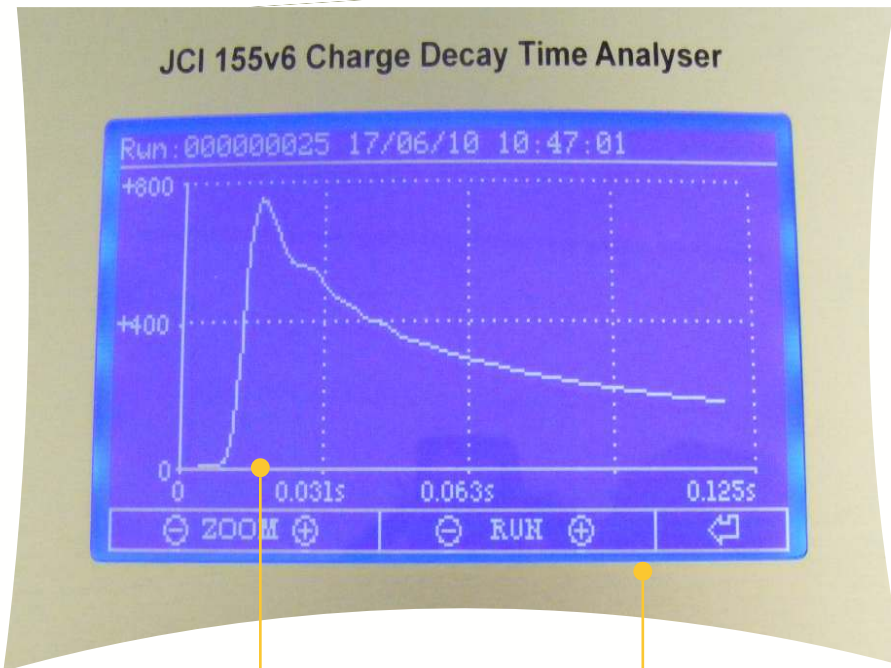 JCI 155v6 Charge Decay Time Analyser
Run:000000025 17/06/10 10:47:01
+800
+400
0
0 0.031s 0.063s 0.125s
⊖ ZOOM ⊕ ⊖ RUN ⊕